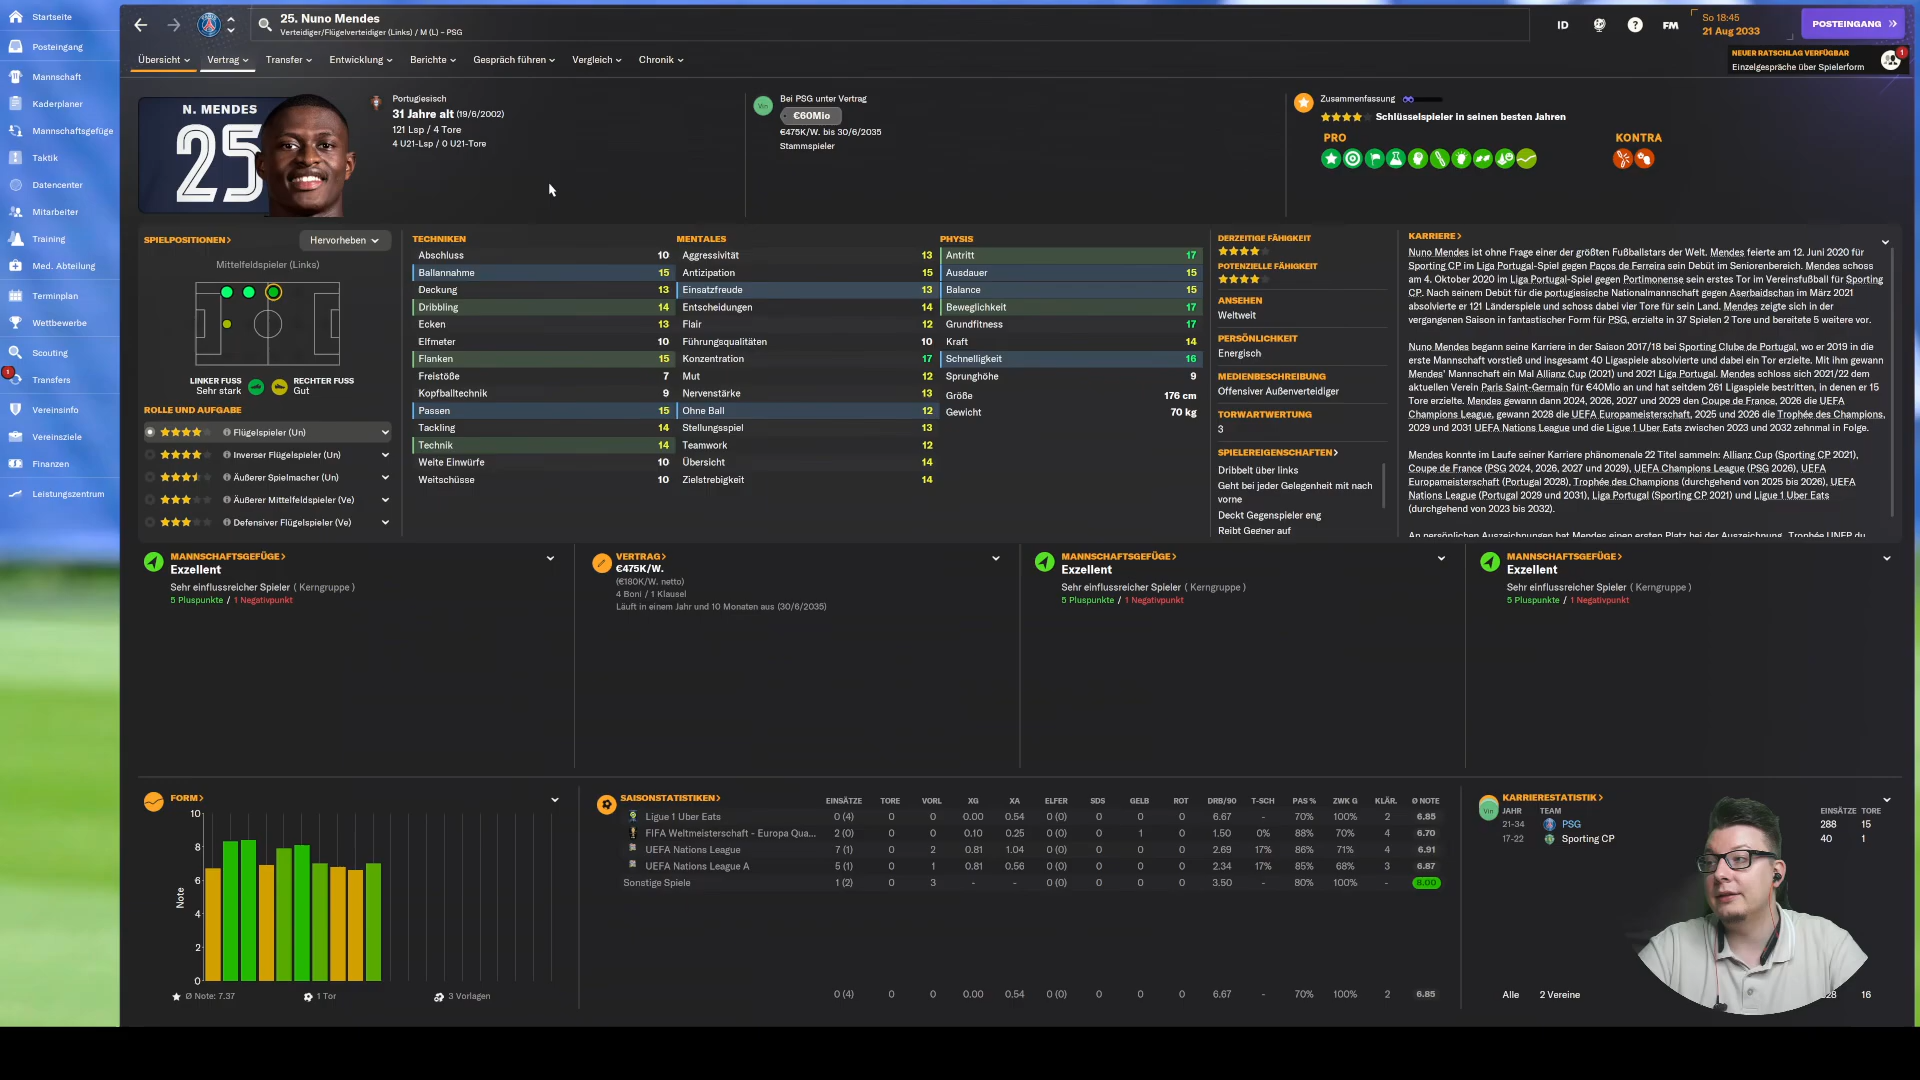 Startseite
Posteingang
Mannschaft
Kaderplaner
Mannschaftsgefüge
Taktik
Datencenter
Mitarbeiter
Training
Med. Abteilung
Terminplan
Wettbewerbe
Scouting
1
Transfers
Vereinsinfo
Vereinsziele
Finanzen
Leistungszentrum
25. Nuno Mendes
Verteidiger/Flügelverteidiger (Links) / M (L) – PSG
ID
?
FM
So 18:45
21 Aug 2033
POSTEINGANG
Übersicht
Vertrag
Transfer
Entwicklung
Berichte
Gespräch führen
Vergleich
Chronik
NEUER RATSCHLAG VERFÜGBAR
Einzelgespräche über Spielerform
1
N. MENDES
25
Portugiesisch
31 Jahre alt (19/6/2002)
121 Lsp / 4 Tore
4 U21-Lsp / 0 U21-Tore
Vin
Bei PSG unter Vertrag
€60Mio
€475K/W. bis 30/6/2035
Stammspieler
Zusammenfassung
Schlüsselspieler in seinen besten Jahren
PRO
KONTRA
SPIELPOSITIONEN>
Hervorheben
Mittelfeldspieler (Links)
LINKER FUSS
Sehr stark
RECHTER FUSS
Gut
ROLLE UND AUFGABE
Flügelspieler (Un)
Inverser Flügelspieler (Un)
Äußerer Spielmacher (Un)
Äußerer Mittelfeldspieler (Ve)
Defensiver Flügelspieler (Ve)
TECHNIKEN
Abschluss 10
Ballannahme 15
Deckung 13
Dribbling 14
Ecken 13
Elfmeter 10
Flanken 15
Freistöße 7
Kopfballtechnik 9
Passen 15
Tackling 14
Technik 14
Weite Einwürfe 10
Weitschüsse 10
MENTALES
Aggressivität 13
Antizipation 15
Einsatzfreude 13
Entscheidungen 14
Flair 12
Führungsqualitäten 10
Konzentration 17
Mut 12
Nervenstärke 13
Ohne Ball 12
Stellungsspiel 13
Teamwork 12
Übersicht 14
Zielstrebigkeit 14
PHYSIS
Antritt 17
Ausdauer 15
Balance 15
Beweglichkeit 17
Grundfitness 17
Kraft 14
Schnelligkeit 16
Sprunghöhe 9
Größe 176 cm
Gewicht 70 kg
DERZEITIGE FÄHIGKEIT
POTENZIELLE FÄHIGKEIT
ANSEHEN
Weltweit
PERSÖNLICHKEIT
Energisch
MEDIENBESCHREIBUNG
Offensiver Außenverteidiger
TORWARTWERTUNG
3
SPIELEREIGENSCHAFTEN>
Dribbelt über links
Geht bei jeder Gelegenheit mit nach
vorne
Deckt Gegenspieler eng
Reibt Gegner auf
KARRIERE>
Nuno Mendes ist ohne Frage einer der größten Fußballstars der Welt. Mendes feierte am 12. Juni 2020 für
Sporting CP im Liga Portugal-Spiel gegen Paços de Ferreira sein Debüt im Seniorenbereich. Mendes schoss
am 4. Oktober 2020 im Liga Portugal-Spiel gegen Portimonense sein erstes Tor im Vereinsfußball für Sporting
CP. Nach seinem Debüt für die portugiesische Nationalmannschaft gegen Aserbaidschan im März 2021
absolvierte er 121 Länderspiele und schoss dabei vier Tore für sein Land. Mendes zeigte sich in der
vergangenen Saison in fantastischer Form für PSG, erzielte in 37 Spielen 2 Tore und bereitete 5 weitere vor.
Nuno Mendes begann seine Karriere in der Saison 2017/18 bei Sporting Clube de Portugal, wo er 2019 in die
erste Mannschaft vorstieß und insgesamt 40 Ligaspiele absolvierte und dabei ein Tor erzielte. Mit ihm gewann
Mendes' Mannschaft ein Mal Allianz Cup (2021) und 2021 Liga Portugal. Mendes schloss sich 2021/22 dem
aktuellen Verein Paris Saint-Germain für €40Mio an und hat seitdem 261 Ligaspiele bestritten, in denen er 15
Tore erzielte. Mendes gewann dann 2024, 2026, 2027 und 2029 den Coupe de France, 2026 die UEFA
Champions League, gewann 2028 die UEFA Europameisterschaft, 2025 und 2026 die Trophée des Champions,
2029 und 2031 UEFA Nations League und die Ligue 1 Uber Eats zwischen 2023 und 2032 zehnmal in Folge.
Mendes konnte im Laufe seiner Karriere phänomenale 22 Titel sammeln: Allianz Cup (Sporting CP 2021),
Coupe de France (PSG 2024, 2026, 2027 und 2029), UEFA Champions League (PSG 2026), UEFA
Europameisterschaft (Portugal 2028), Trophée des Champions (durchgehend von 2025 bis 2026), UEFA
Nations League (Portugal 2029 und 2031), Liga Portugal (Sporting CP 2021) und Ligue 1 Uber Eats
(durchgehend von 2023 bis 2032).
An persönlichen Auszeichnungen hat Mendes einen ersten Platz bei der Auszeichnung, Trophée UNFP du
MANNSCHAFTSGEFÜGE>
Exzellent
Sehr einflussreicher Spieler ( Kerngruppe )
5 Pluspunkte / 1 Negativpunkt
VERTRAG>
€475K/W.
(€180K/W. netto)
4 Boni / 1 Klausel
Läuft in einem Jahr und 10 Monaten aus (30/6/2035)
MANNSCHAFTSGEFÜGE>
Exzellent
Sehr einflussreicher Spieler ( Kerngruppe )
5 Pluspunkte / 1 Negativpunkt
MANNSCHAFTSGEFÜGE>
Exzellent
Sehr einflussreicher Spieler ( Kerngruppe )
5 Pluspunkte / 1 Negativpunkt
FORM>
10
8
6
4
2
0
Note
Ø Note: 7.37
1 Tor
3 Vorlagen
SAISONSTATISTIKEN> EINSÄTZE TORE VORL XG XA ELFER SDS GELB ROT DRB/90 T-SCH PAS % ZWK G KLÄR. Ø NOTE
Ligue 1 Uber Eats 0 (4) 0 0 0.00 0.54 0 (0) 0 0 0 6.67 - 70% 100% 2 6.85
FIFA Weltmeisterschaft - Europa Qua... 2 (0) 0 0 0.10 0.25 0 (0) 0 1 0 1.50 0% 88% 70% 4 6.70
UEFA Nations League 7 (1) 0 2 0.81 1.04 0 (0) 0 0 0 2.69 17% 86% 71% 4 6.91
UEFA Nations League A 5 (1) 0 1 0.81 0.56 0 (0) 0 0 0 2.34 17% 85% 68% 3 6.87
Sonstige Spiele 1 (2) 0 3 - - 0 (0) 0 0 0 3.50 - 80% 100% - 8.00
0 (4) 0 0 0.00 0.54 0 (0) 0 0 0 6.67 - 70% 100% 2 6.85
Vin
KARRIERESTATISTIK>
JAHR TEAM EINSÄTZE TORE
21-34 PSG 288 15
17-22 Sporting CP 40 1
Alle 2 Vereine 16